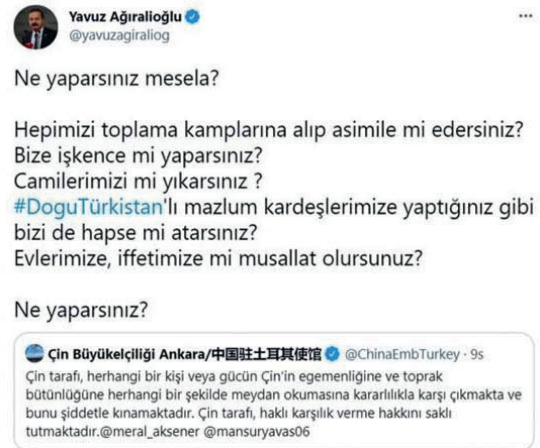 Yavuz Ağıralioğlu
@yavuzagiraliog
Ne yaparsınız mesela?
Hepimizi toplama kamplarına alıp asimile mi edersiniz?
Bize işkence mi yaparsınız?
Camilerimizi mi yıkarsınız ?
#DoguTürkistan'lı mazlum kardeşlerimize yaptığınız gibi
bizi de hapse mi atarsınız?
Evlerimize, iffetimize mi musallat olursunuz?
Ne yaparsınız?
Çin Büyükelçiliği Ankara/中国驻土耳其使馆 @ChinaEmbTurkey · 9s
Çin tarafı, herhangi bir kişi veya gücün Çin'in egemenliğine ve toprak
bütünlüğüne herhangi bir şekilde meydan okumasına kararlılıkla karşı çıkmakta ve
bunu şiddetle kınamaktadır. Çin tarafı, haklı karşılık verme hakkını saklı
tutmaktadır.@meral_aksener @mansuryavas06